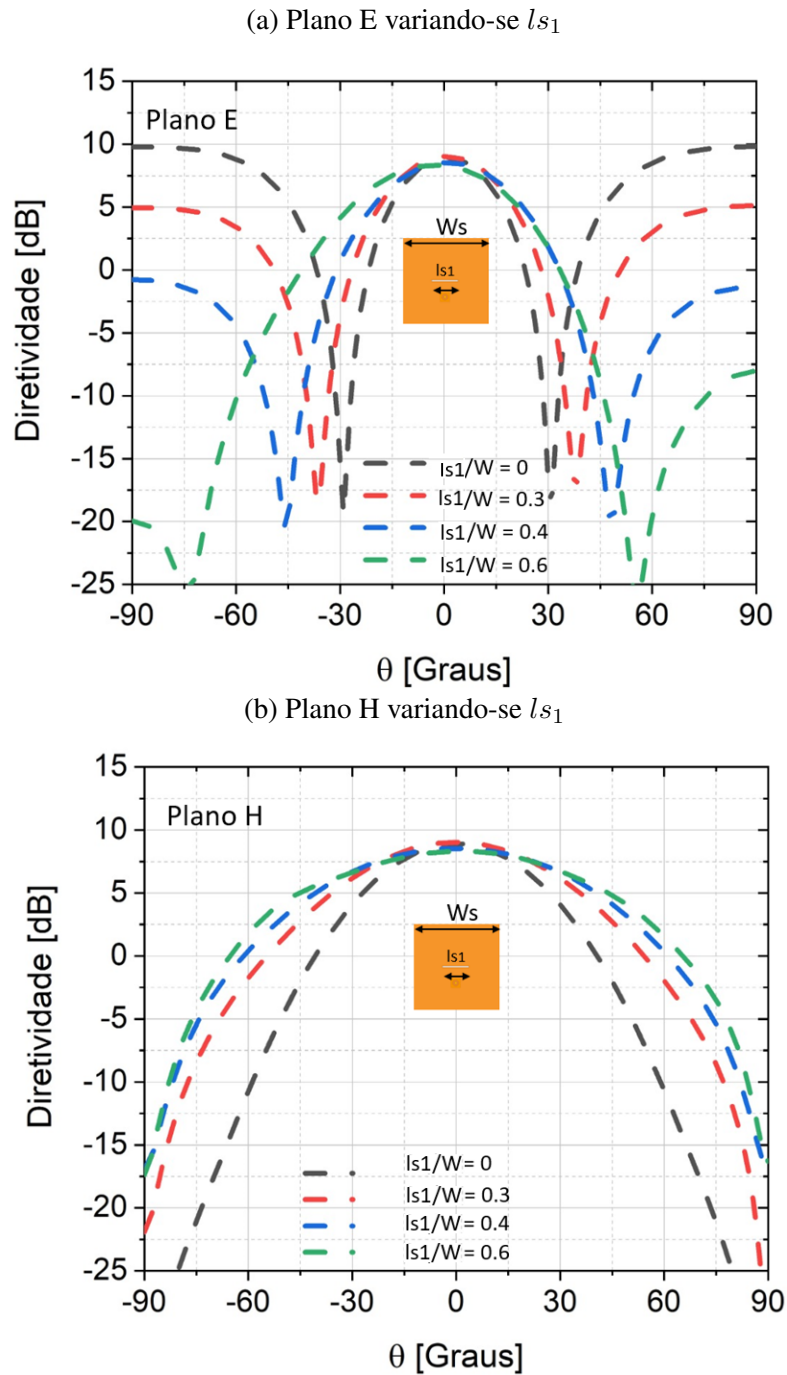 (a) Plano E variando-se ls₁
15
10
5
0
-5
-10
-15
-20
-25
Diretividade [dB]
Plano E
Ws
ls1
ls1/W = 0
ls1/W = 0.3
ls1/W = 0.4
ls1/W = 0.6
-90 -60 -30 0 30 60 90
θ [Graus]
(b) Plano H variando-se ls₁
15
10
5
0
-5
-10
-15
-20
-25
Diretividade [dB]
Plano H
Ws
ls1
ls1/W = 0
ls1/W = 0.3
ls1/W = 0.4
ls1/W = 0.6
-90 -60 -30 0 30 60 90
θ [Graus]